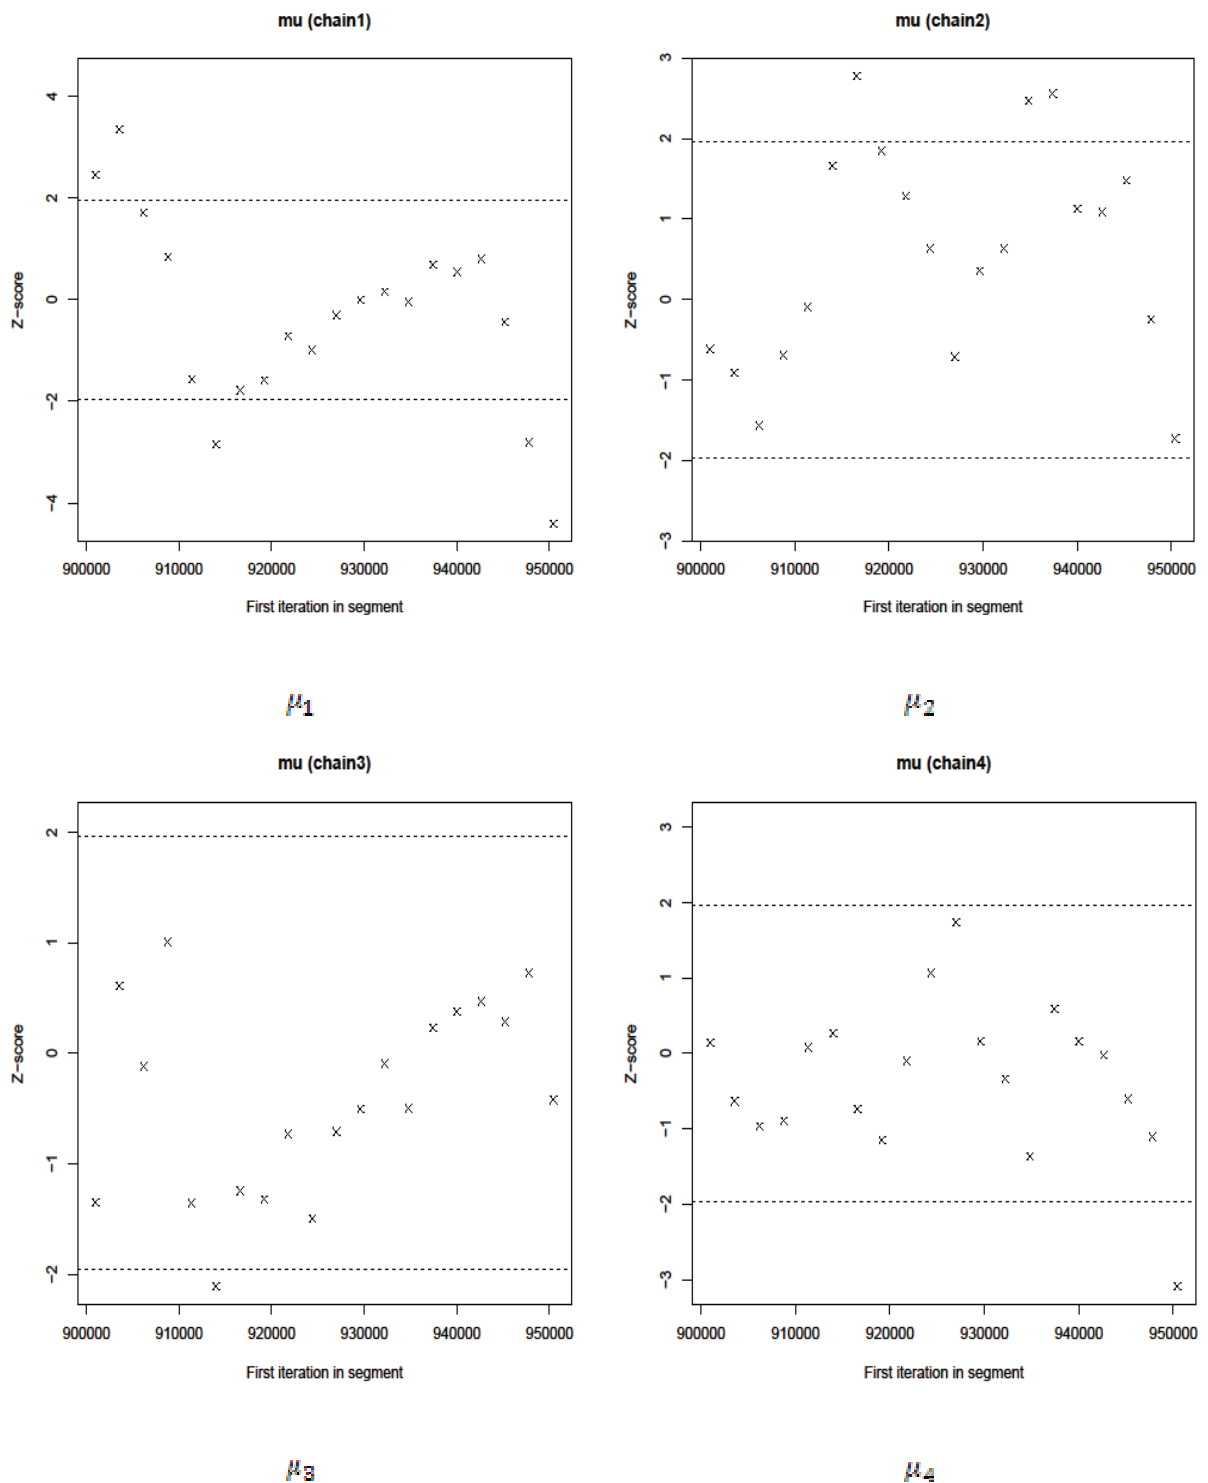 mu (chain1)
mu (chain2)
4
2
0
−2
−4
Z−score
900000 910000 920000 930000 940000 950000
First iteration in segment
3
2
1
0
−1
−2
−3
Z−score
900000 910000 920000 930000 940000 950000
First iteration in segment
μ1
μ2
mu (chain3)
mu (chain4)
2
1
0
−1
−2
Z−score
900000 910000 920000 930000 940000 950000
First iteration in segment
3
2
1
0
−1
−2
−3
Z−score
900000 910000 920000 930000 940000 950000
First iteration in segment
μ3
μ4